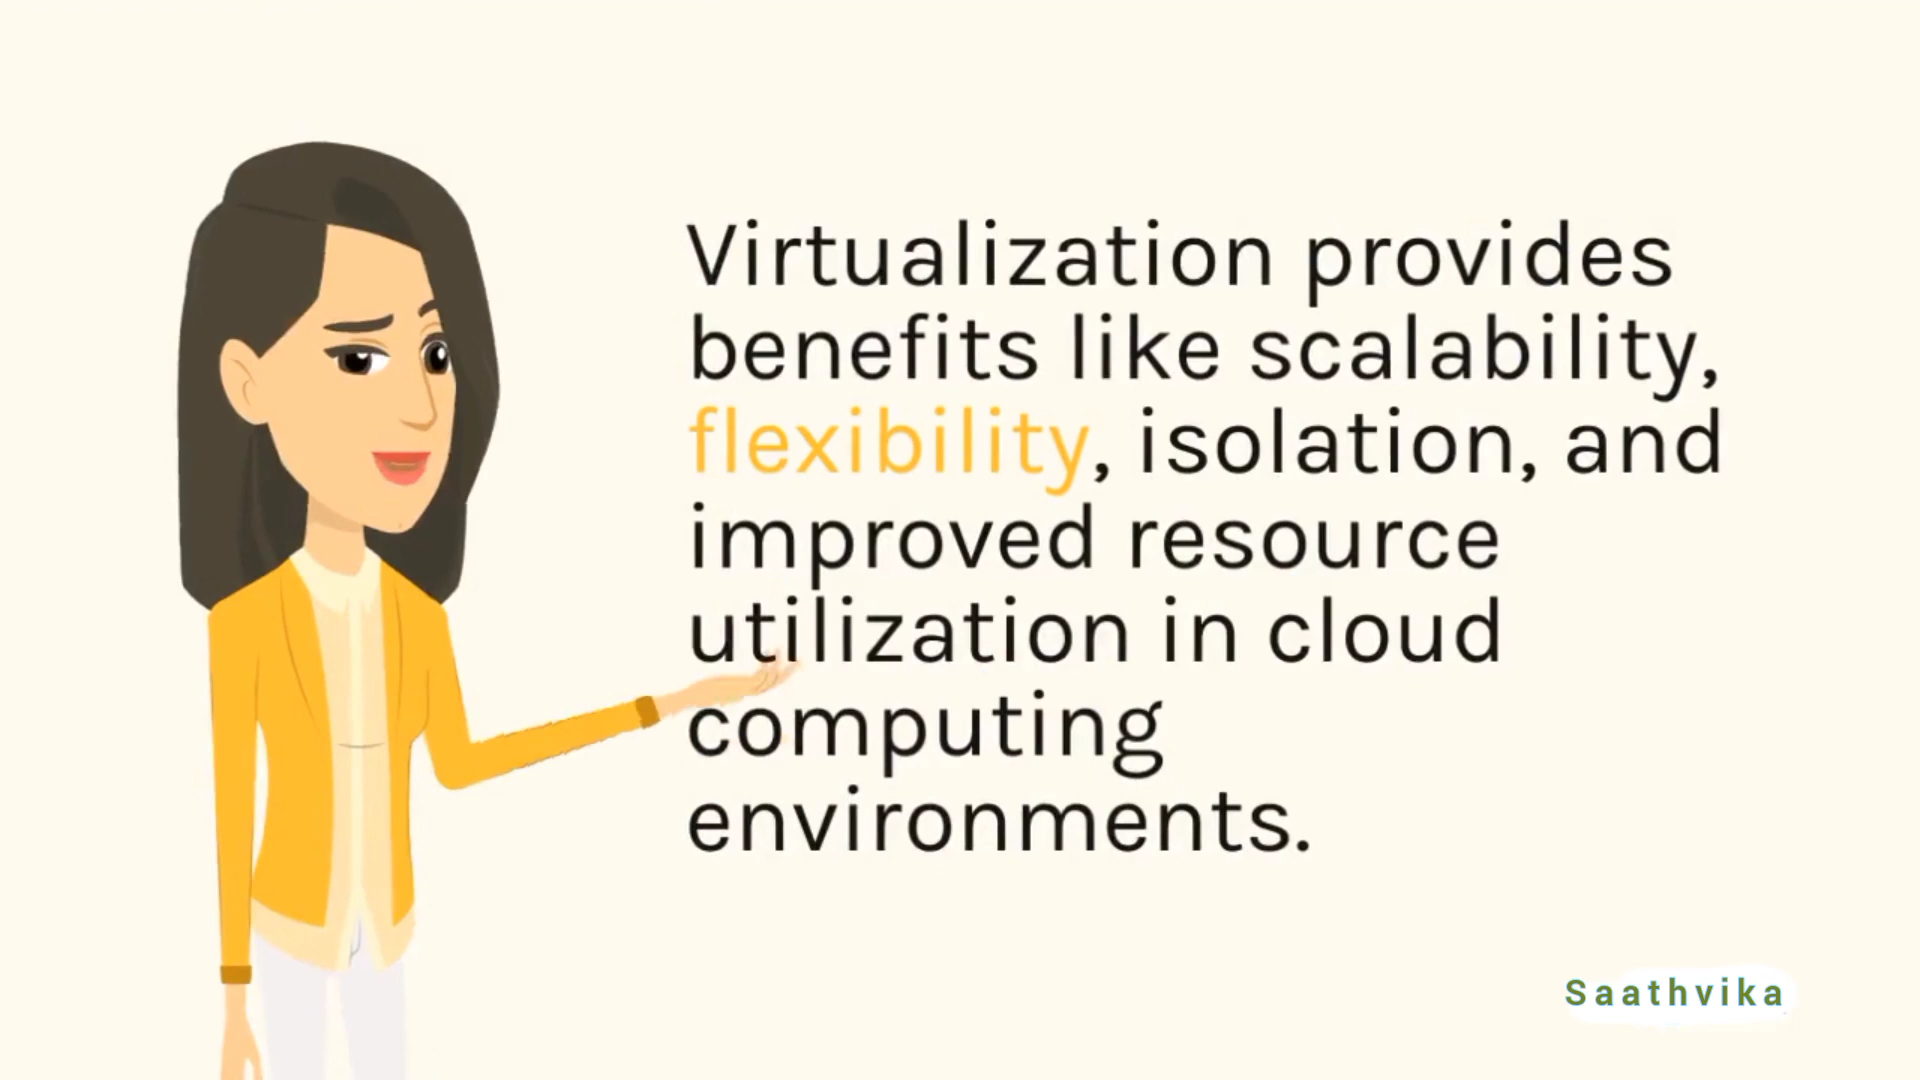 Virtualization provides
benefits like scalability,
flexibility, isolation, and
improved resource
utilization in cloud
computing
environments.
Saathvika